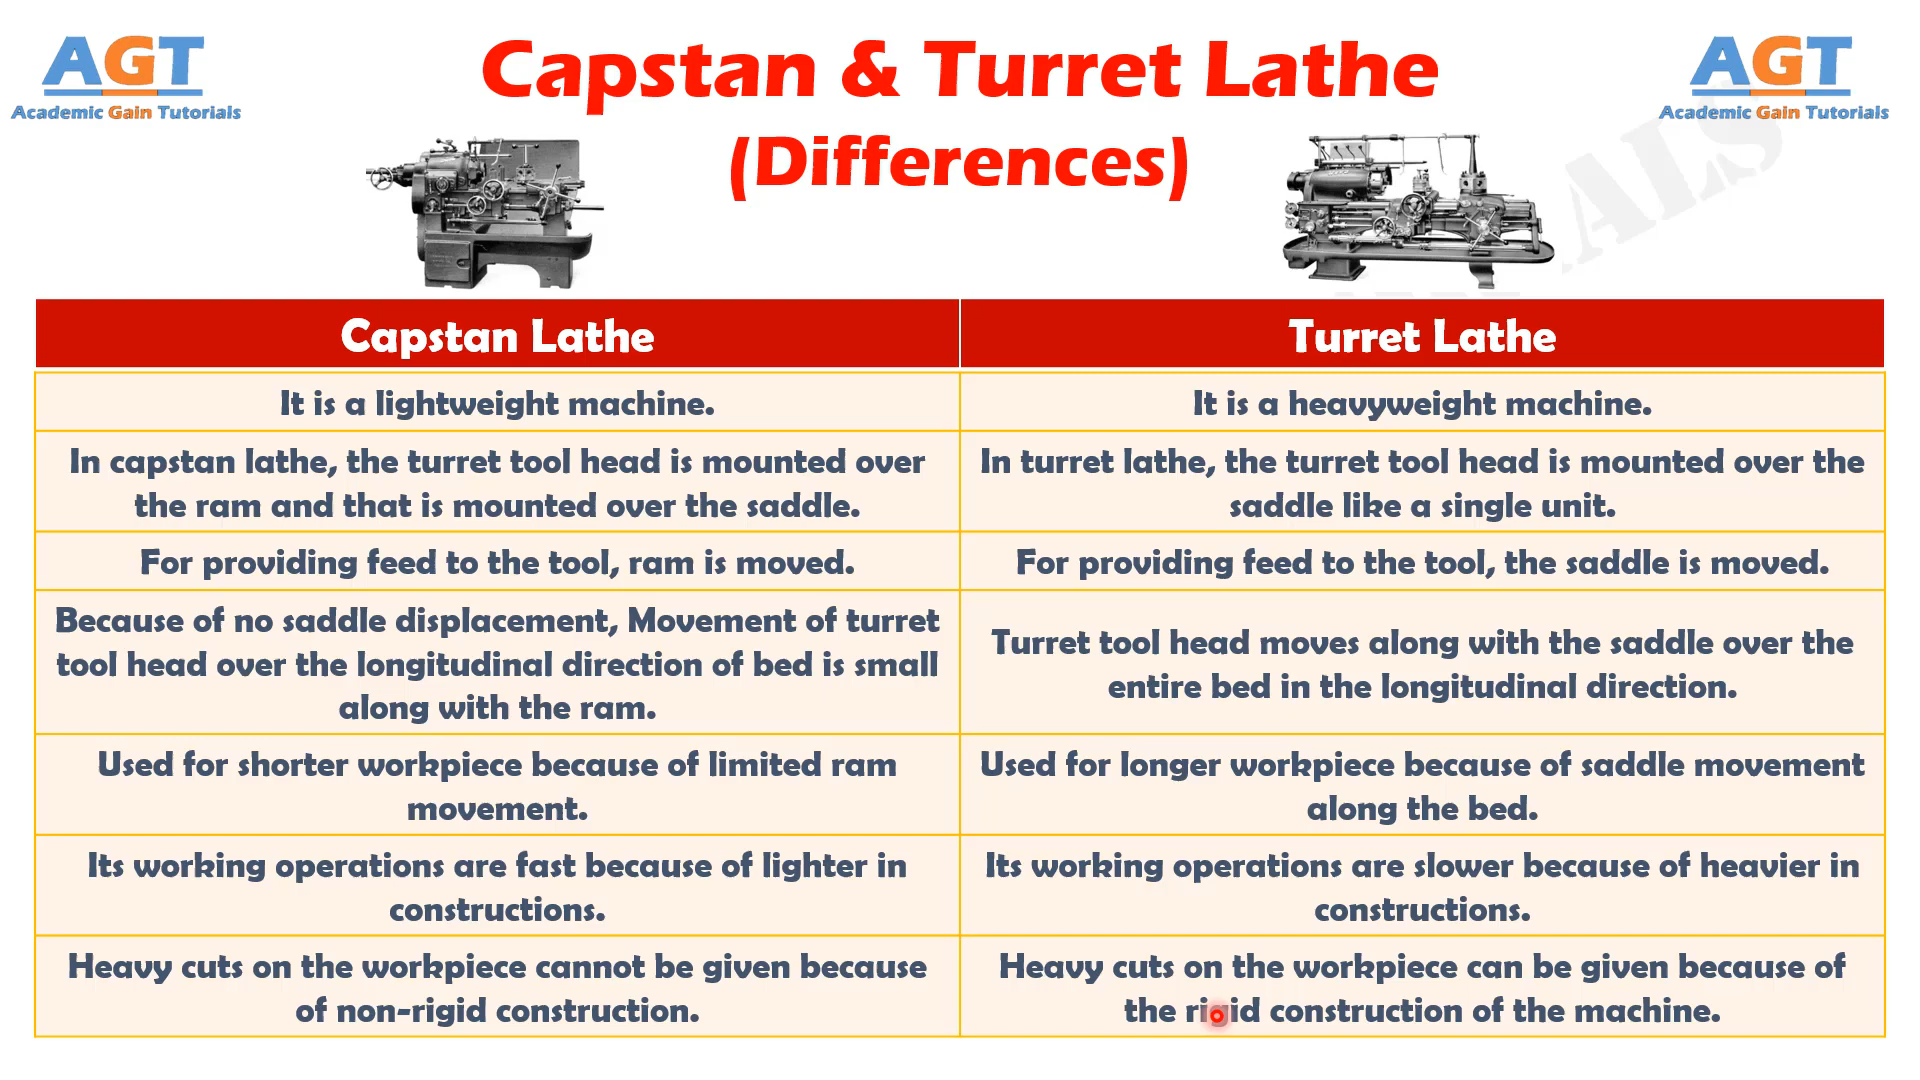 AGT
Academic Gain Tutorials
Capstan & Turret Lathe
(Differences)
AGT
Academic Gain Tutorials
ALS
Capstan Lathe
Turret Lathe
It is a lightweight machine.
It is a heavyweight machine.
In capstan lathe, the turret tool head is mounted over
the ram and that is mounted over the saddle.
In turret lathe, the turret tool head is mounted over the
saddle like a single unit.
For providing feed to the tool, ram is moved.
For providing feed to the tool, the saddle is moved.
Because of no saddle displacement, Movement of turret
tool head over the longitudinal direction of bed is small
along with the ram.
Turret tool head moves along with the saddle over the
entire bed in the longitudinal direction.
Used for shorter workpiece because of limited ram
movement.
Used for longer workpiece because of saddle movement
along the bed.
Its working operations are fast because of lighter in
constructions.
Its working operations are slower because of heavier in
constructions.
Heavy cuts on the workpiece cannot be given because
of non-rigid construction.
Heavy cuts on the workpiece can be given because of
the rigid construction of the machine.